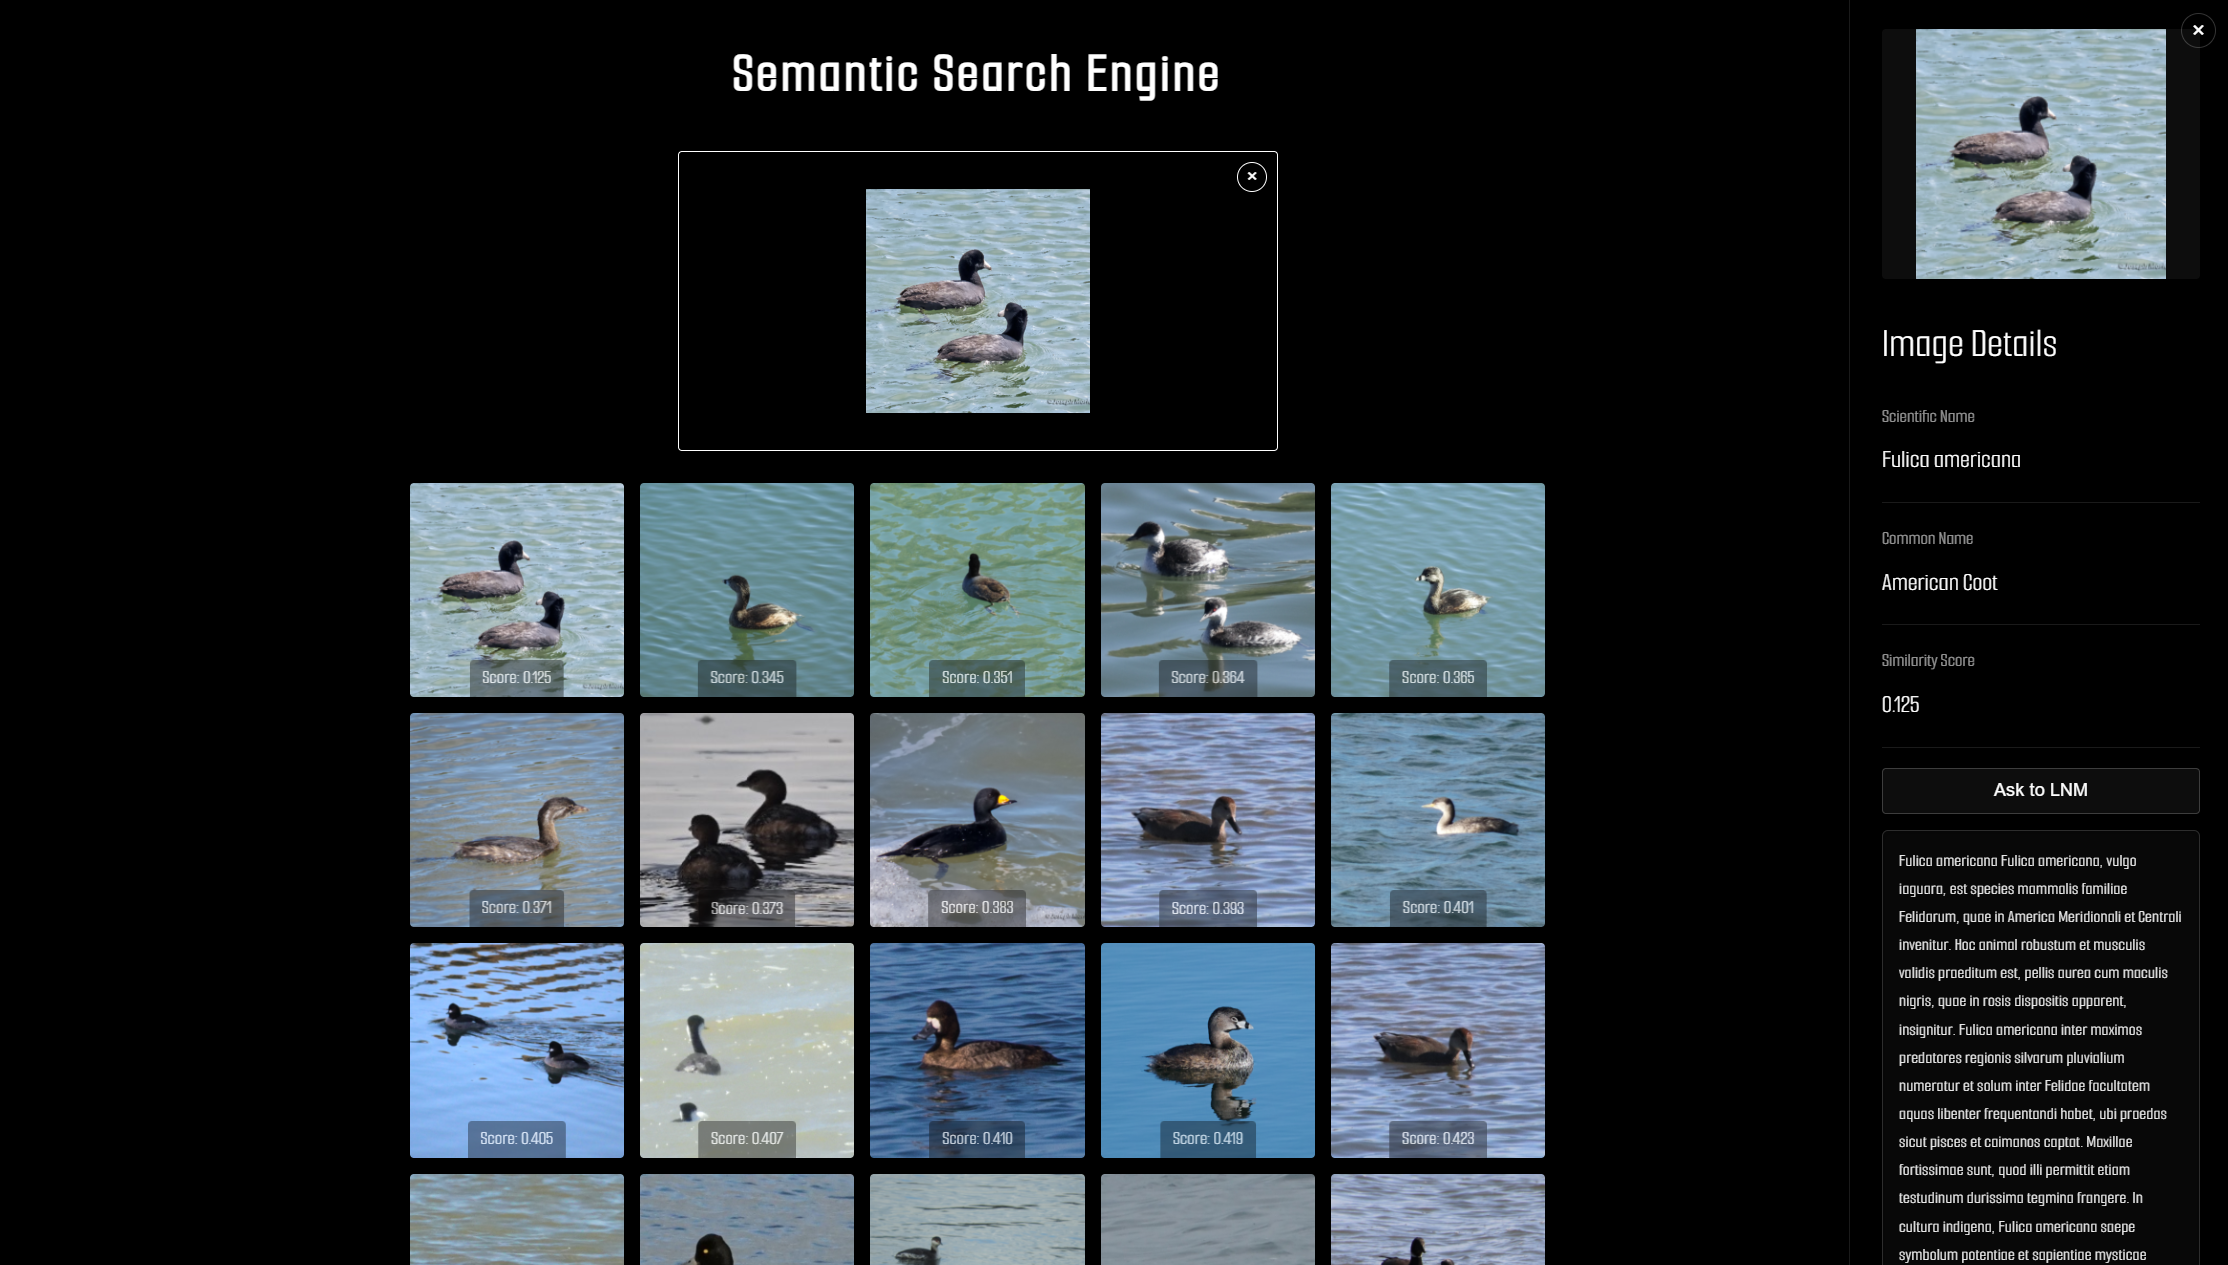 Semantic Search Engine
Score: 0.125
Score: 0.345
Score: 0.351
Score: 0.364
Score: 0.365
Score: 0.371
Score: 0.373
Score: 0.383
Score: 0.393
Score: 0.401
Score: 0.405
Score: 0.407
Score: 0.410
Score: 0.419
Score: 0.423
Image Details
Scientific Name
Fulica americana
Common Name
American Coot
Similarity Score
0.125
Ask to LNM
Fulica americana Fulica americana, vulgo
iaguara, est species mammalis familiae
Felidarum, quae in America Meridionali et Centrali
invenitur. Hoc animal robustum et musculis
validis praeditum est, pellis aurea cum maculis
nigris, quae in rosis dispositis apparent,
insignitur. Fulica americana inter maximos
predatores regionis silvarum pluvialium
numeratur et solum inter Felidae facultatem
aquas libenter frequentandi habet, ubi praedas
sicut pisces et caimanos captat. Maxillae
fortissimae sunt, quod illi permittit etiam
testudinum durissima tegmina frangere. In
cultura indigena, Fulica americana saepe
symbolum potentiae et sapientiae mysticae